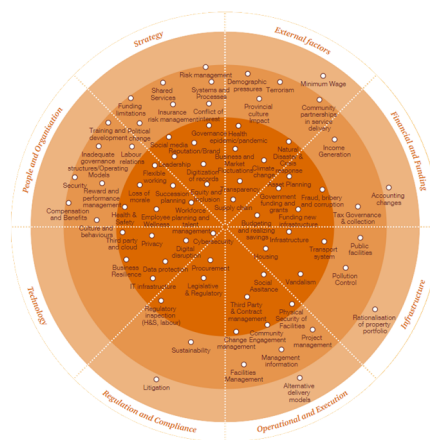 Strategy
External factors
Financial and Funding
Infrastructure
Operational and Execution
Regulation and Compliance
Technology
People and Organisation
Risk management
Demographic
pressures
Terrorism
Minimum Wage
Shared
Services
Systems and
Processes
Funding
limitations
Insurance
risk management
Conflict of
interest
Provincial
culture
impact
Community
partnerships
in service
delivery
Training and
development
Political
change
Governance
Health
epidemic/pandemic
Income
Generation
Social media
Reputation/Brand
Natural
Disaster &
Crisis
response
Inadequate
governance
structures/Operating
Models
Labour
relations
Leadership
Business and
Market
Fluctuations
Climate
change
Security
Flexible
working
Digitization
of records
Asset Planning
Reward and
performance
management
Loss of
morale
Succession
planning
Equity and
inclusion
Transparency
Government
funding and
grants
Fraud, bribery
and corruption
Accounting
changes
Compensation
and Benefits
Health &
Safety
Employee
Wellness
Workforce
planning and
talent
management
Supply chain
Budgeting
and realizing
savings
Funding new
infrastructure
Tax Governance
& collection
Culture and
behaviours
Third party
and cloud
Privacy
Cybersecurity
Infrastructure
Transport
system
Public
facilities
Digital
disruption
Housing
Business
Resilience
Data protection
Procurement
Pollution
Control
IT infrastructure
Legislative
& Regulatory
Social
Assistance
Vandalism
Regulatory
inspection
(H&S, labour)
Third Party
& Contract
management
Physical
Security of
Facilities
Rationalisation
of property
portfolio
Sustainability
Change
management
Community
Engagement
Project
management
Management
information
Litigation
Facilities
Management
Alternative
delivery
models